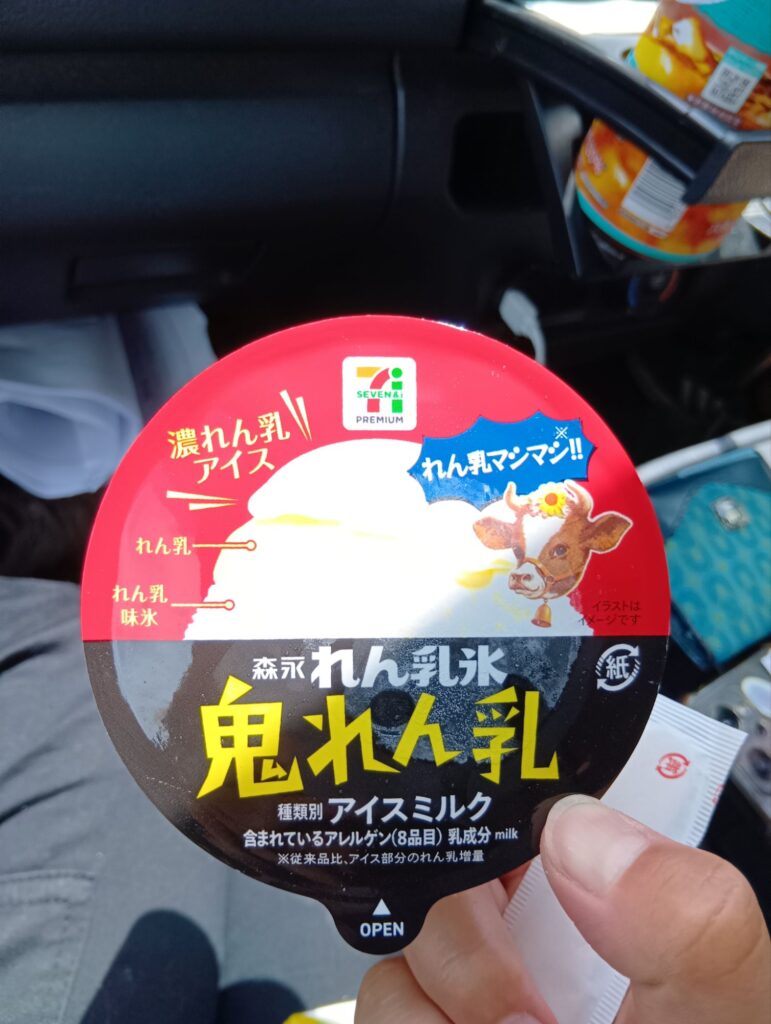 SEVEN&i
PREMIUM
濃れん乳
アイス
れん乳マシマシ※!!
れん乳
れん乳
味氷
イラストは
イメージです
森永 れん乳氷
紙
鬼れん乳
種類別 アイスミルク
含まれているアレルゲン(8品目) 乳成分 milk
※従来品比、アイス部分のれん乳増量
OPEN